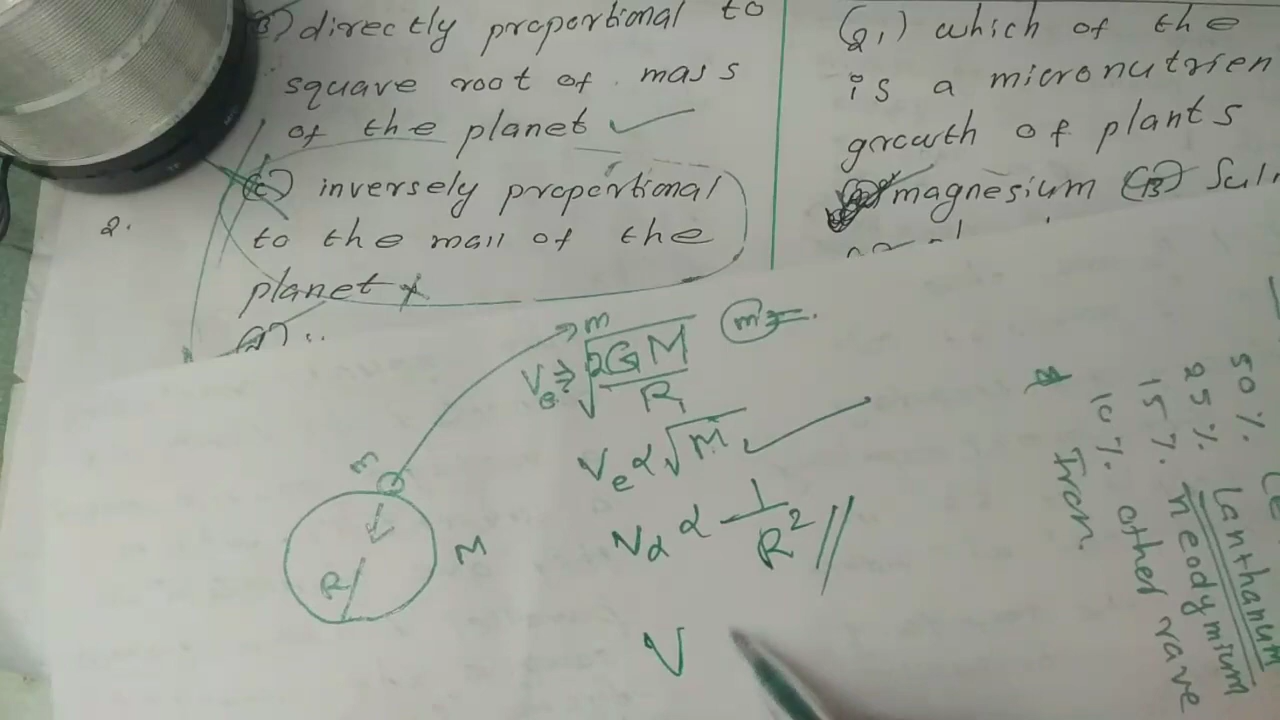 (B) directly proportional to
square root of mass
of the planet ✓
(c) inversely proportional
to the mass of the
planet ×
2.
(Q,) which of the
is a micronutrien
growth of plants
magnesium (B) Sul
m
Ve ≥ √2GM/R
Ve ∝ √M
Vα ∝ 1/R² //
V
m
M
R
50%
25% Lanthanum
15% neodymium
10% other rare
Iron.